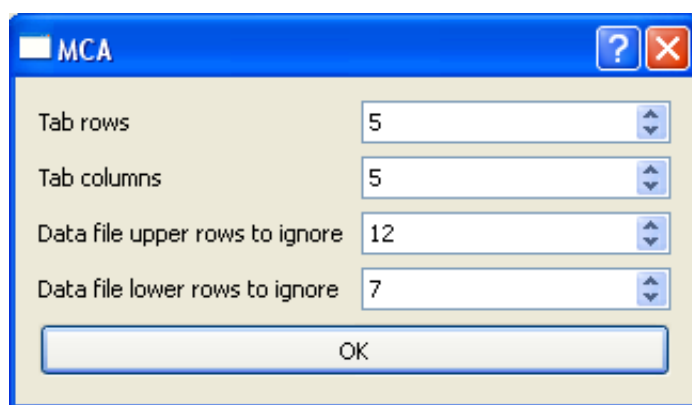 MCA ?
Tab rows 5
Tab columns 5
Data file upper rows to ignore 12
Data file lower rows to ignore 7
OK